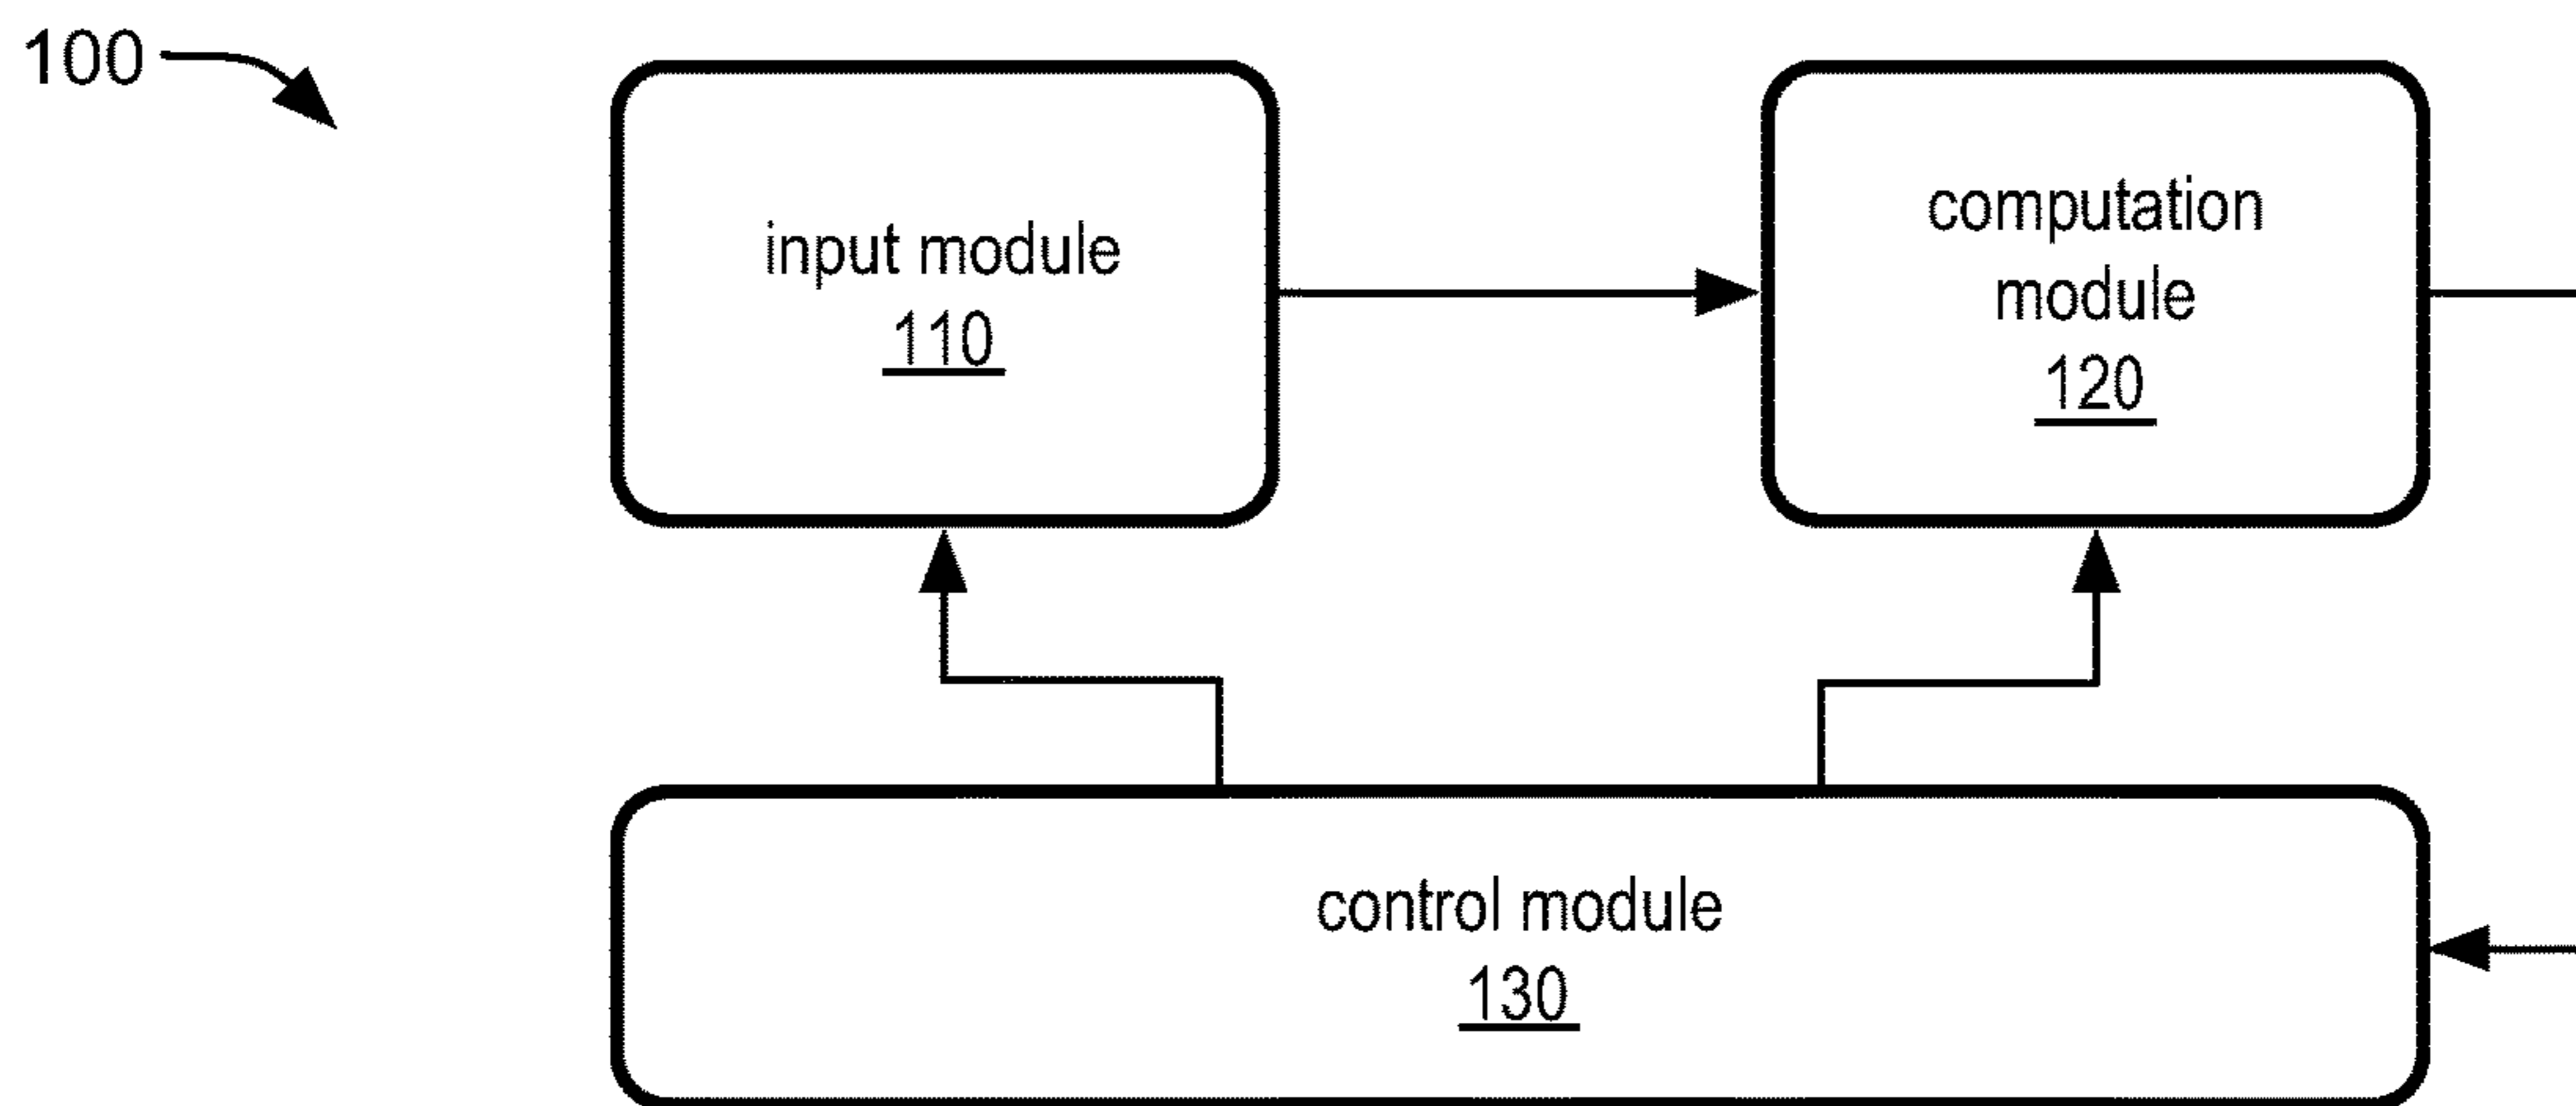 100
input module
110
computation
module
120
control module
130